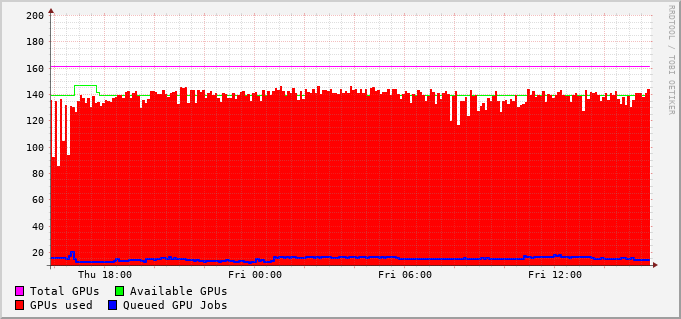 200
180
160
140
120
100
80
60
40
20
Thu 18:00 Fri 00:00 Fri 06:00 Fri 12:00
Total GPUs Available GPUs
GPUs used Queued GPU Jobs
RRDTOOL / TOBI OETIKER